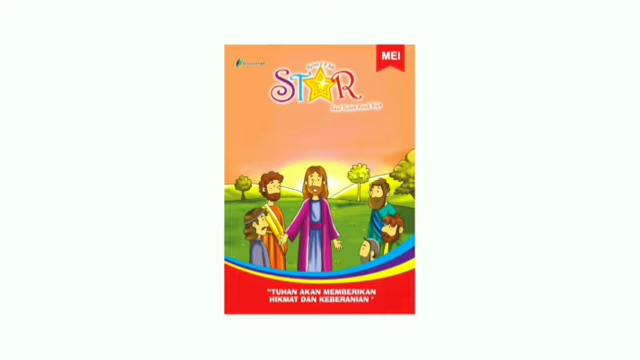 MEI
STAR
"TUHAN AKAN MEMBERIKAN
HIKMAT DAN KEBERANIAN"